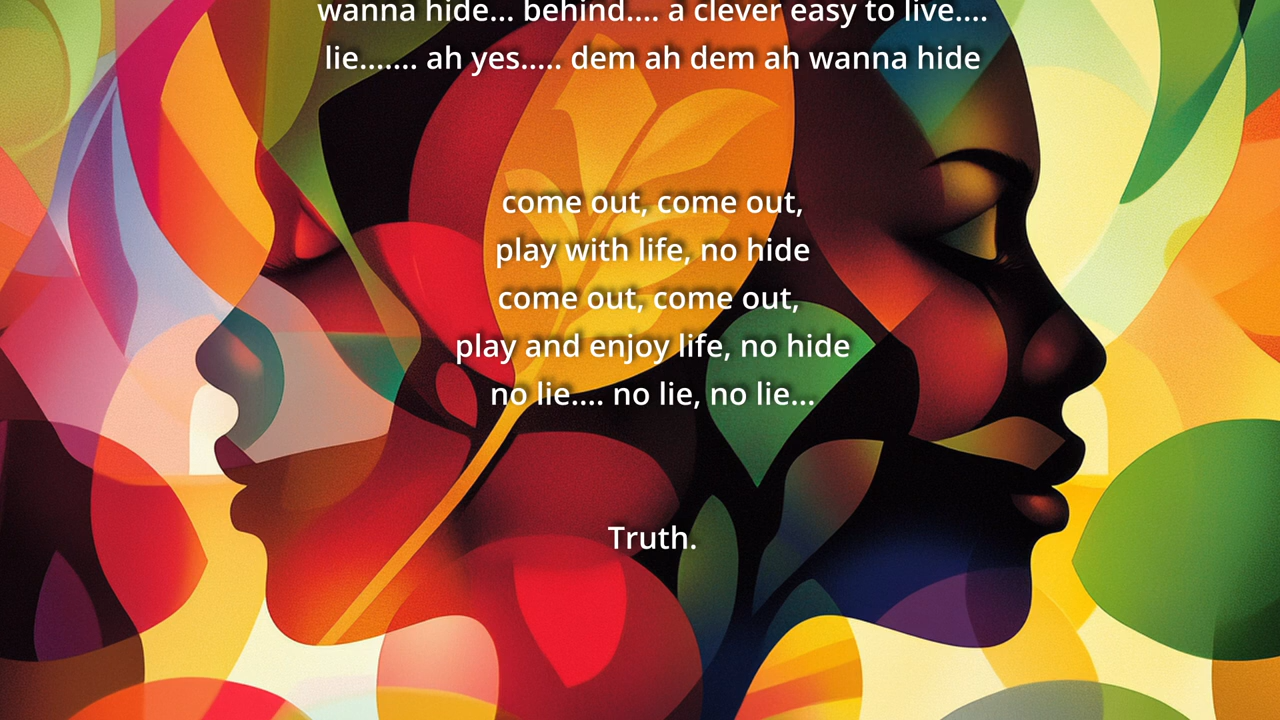 wanna hide... behind.... a clever easy to live....
lie....... ah yes..... dem ah dem ah wanna hide
come out, come out,
play with life, no hide
come out, come out,
play and enjoy life, no hide
no lie.... no lie, no lie...
Truth.